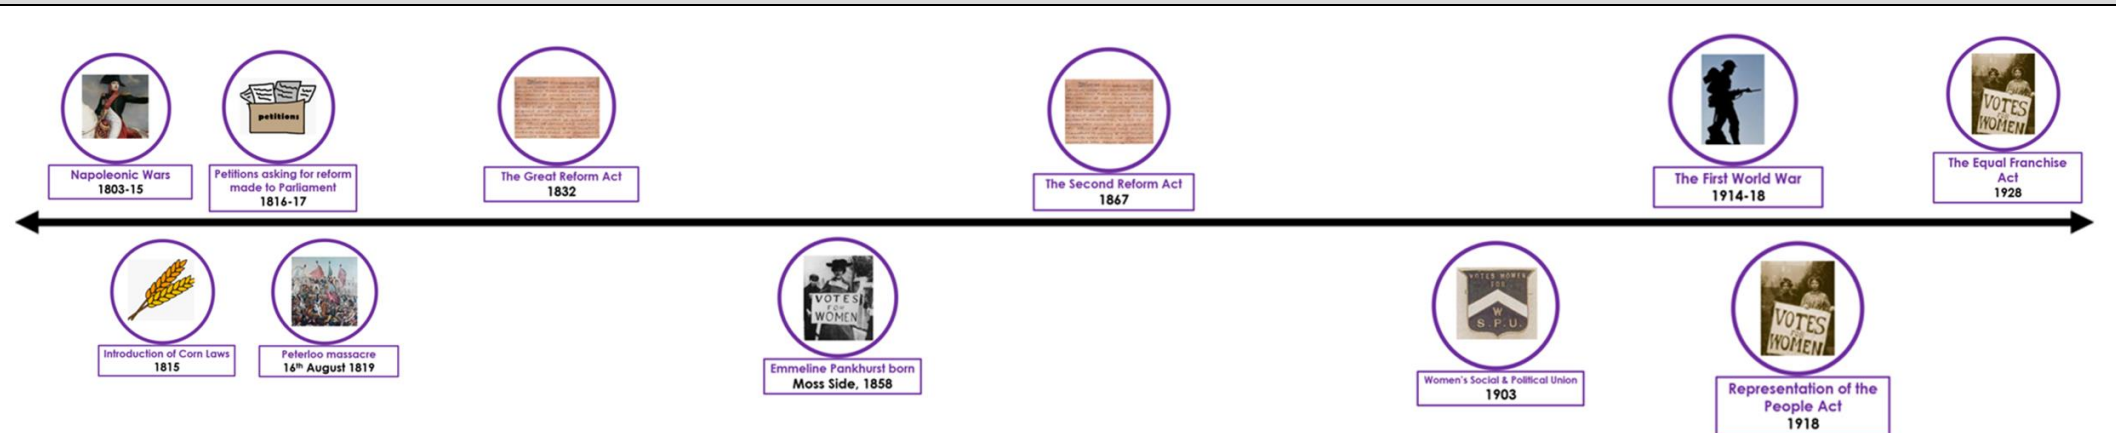 petitions
Napoleonic Wars
1803-15
Petitions asking for reform
made to Parliament
1816-17
The Great Reform Act
1832
The Second Reform Act
1867
The First World War
1914-18
VOTES
FOR
WOMEN
The Equal Franchise
Act
1928
Introduction of Corn Laws
1815
Peterloo massacre
16th August 1819
VOTES
FOR
WOMEN
Emmeline Pankhurst born
Moss Side, 1858
VOTES WOMEN
FOR
W
S.P.U.
Women's Social & Political Union
1903
VOTES
FOR
WOMEN
Representation of the
People Act
1918